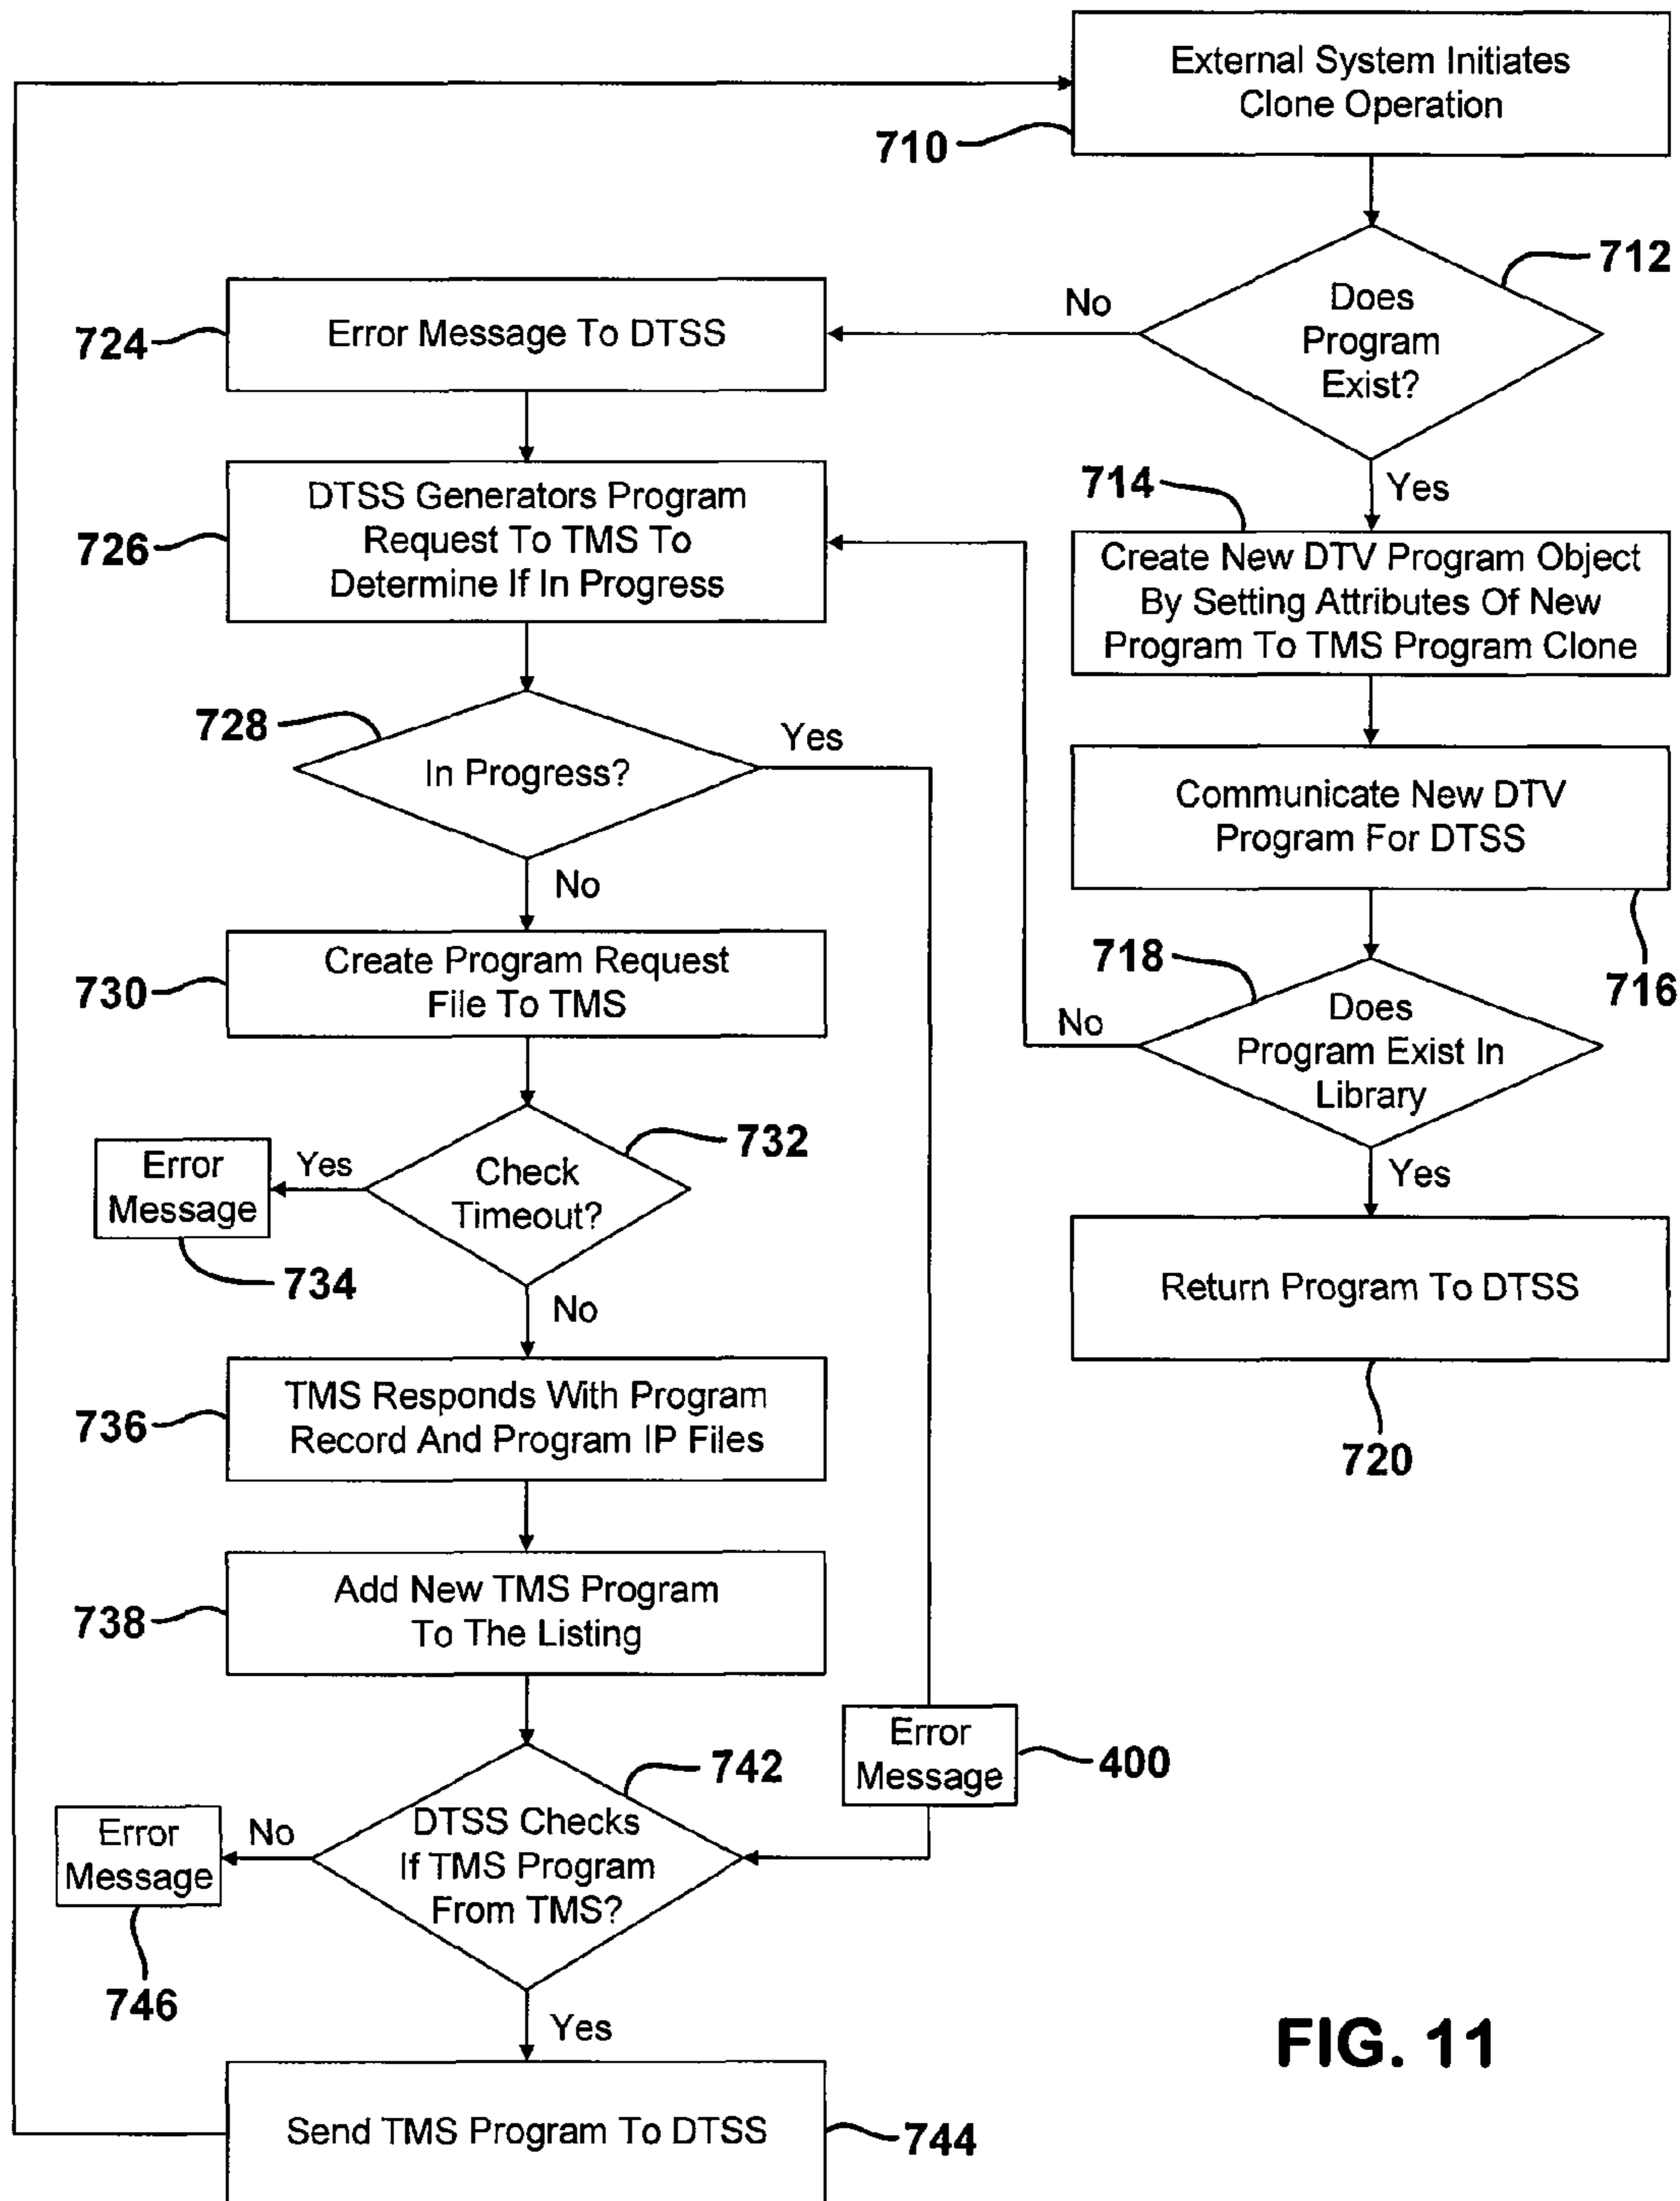 External System Initiates
Clone Operation
710
Does
Program
Exist?
712
No
Yes
Error Message To DTSS
724
DTSS Generators Program
Request To TMS To
Determine If In Progress
726
714
Create New DTV Program Object
By Setting Attributes Of New
Program To TMS Program Clone
728
In Progress?
Yes
No
Communicate New DTV
Program For DTSS
716
718
Does
Program Exist In
Library
No
Yes
Create Program Request
File To TMS
730
Check
Timeout?
732
Yes
Error
Message
734
No
Return Program To DTSS
720
TMS Responds With Program
Record And Program IP Files
736
Add New TMS Program
To The Listing
738
Error
Message
400
742
DTSS Checks
If TMS Program
From TMS?
No
Error
Message
746
Yes
Send TMS Program To DTSS
744
FIG. 11